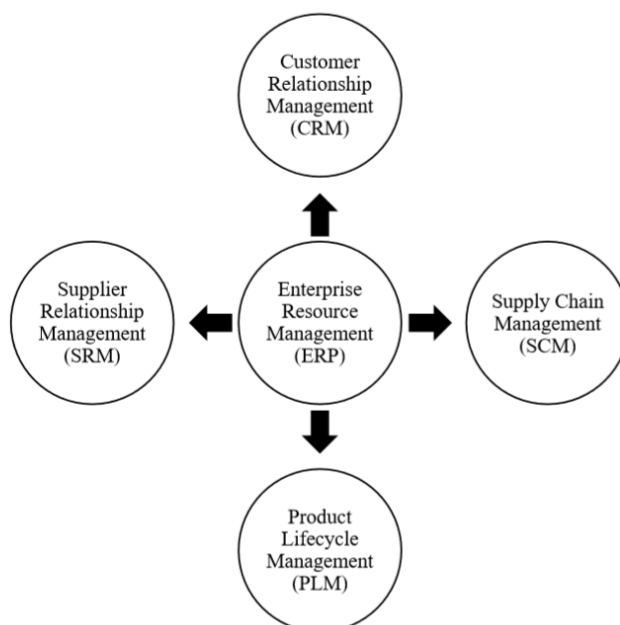 Customer
Relationship
Management
(CRM)
Supplier
Relationship
Management
(SRM)
Enterprise
Resource
Management
(ERP)
Supply Chain
Management
(SCM)
Product
Lifecycle
Management
(PLM)